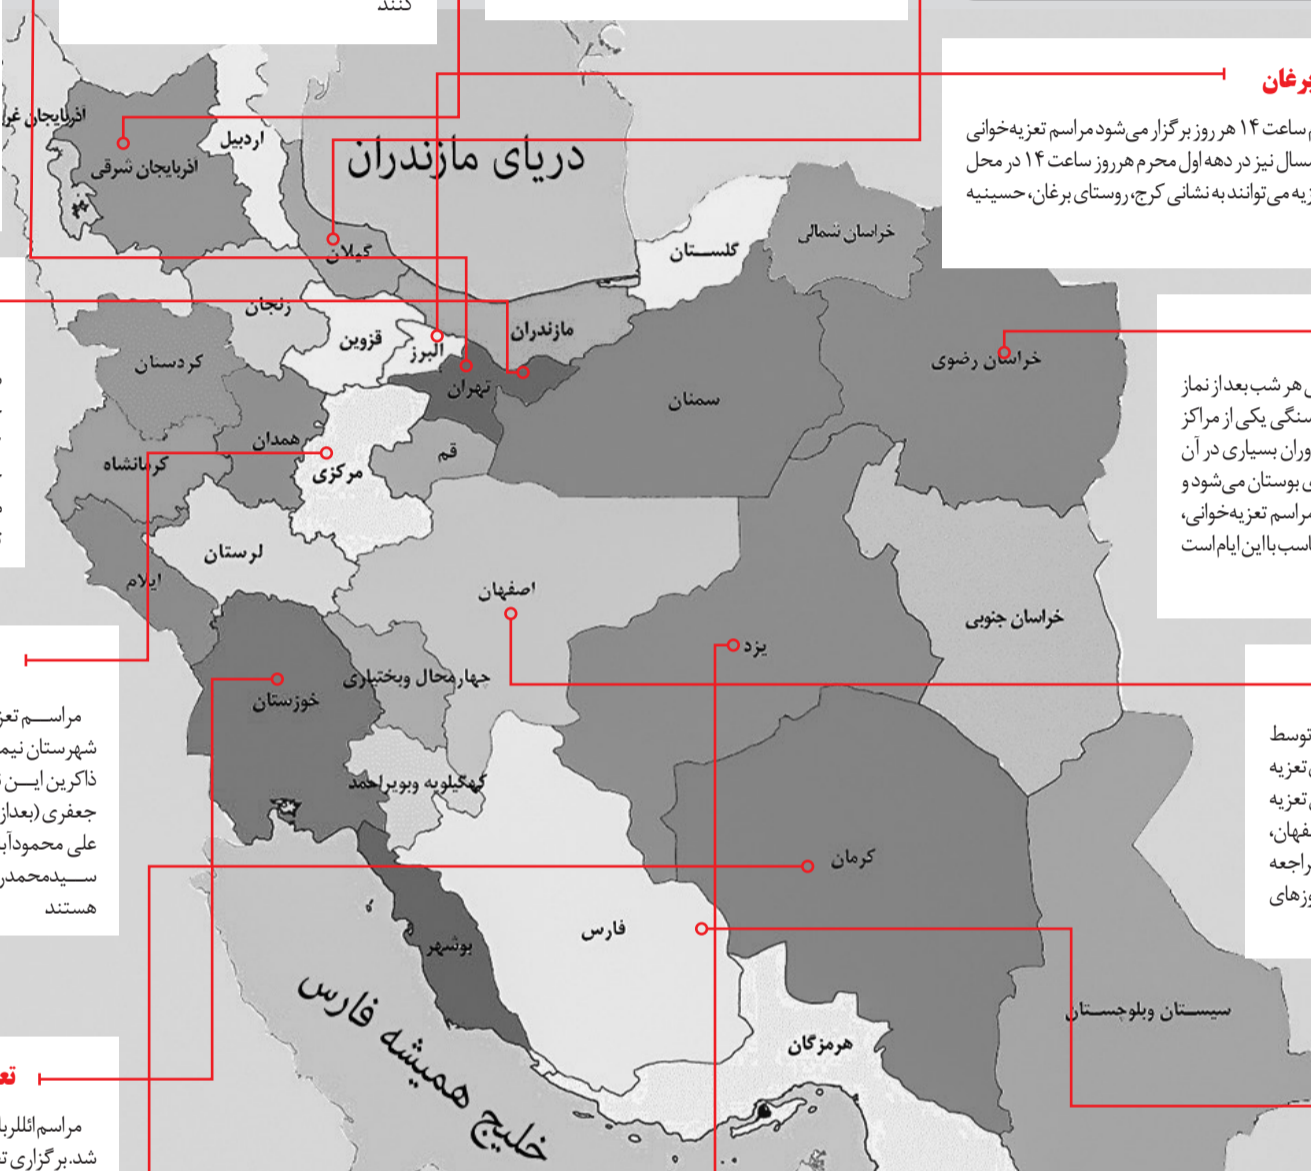 کنند
برغان
ساعت ۱۴ هر روز برگزار می‌شود مراسم تعزیه‌خوانی
مسال نیز در دهه اول محرم هرروز ساعت ۱۴ در محل
زیه می‌توانند به نشانی کرج، روستای برغان، حسینیه
آذربایجان غر
آذربایجان شرقی
اردبیل
دریای مازندران
گیلان
گلستان
خراسان شمالی
زنجان
قزوین
البرز
مازندران
تهران
کردستان
سمنان
خراسان رضوی
همدان
کرمانشاه
مرکزی
قم
لرستان
ایلام
اصفهان
یزد
خراسان جنوبی
چهارمحال وبختیاری
خوزستان
کهگیلویه وبویراحمد
کرمان
فارس
بوشهر
سیستان وبلوچستان
هرمزگان
خلیج همیشه فارس
ی هر شب بعد از نماز
سنگی یکی از مراکز
وران بسیاری در آن
ی بوستان می‌شود و
مراسم تعزیه‌خوانی،
اسب با این ایام است
توسط
تعزیه
تعزیه
فهان،
راجعه
وزهای
مراسم تعز
شهرستان نیم
ذاکرین این
جعفری (بعداز
علی محمودآب
سیدمحمدر
هستند
تع
مراسم
شد. برگزاری